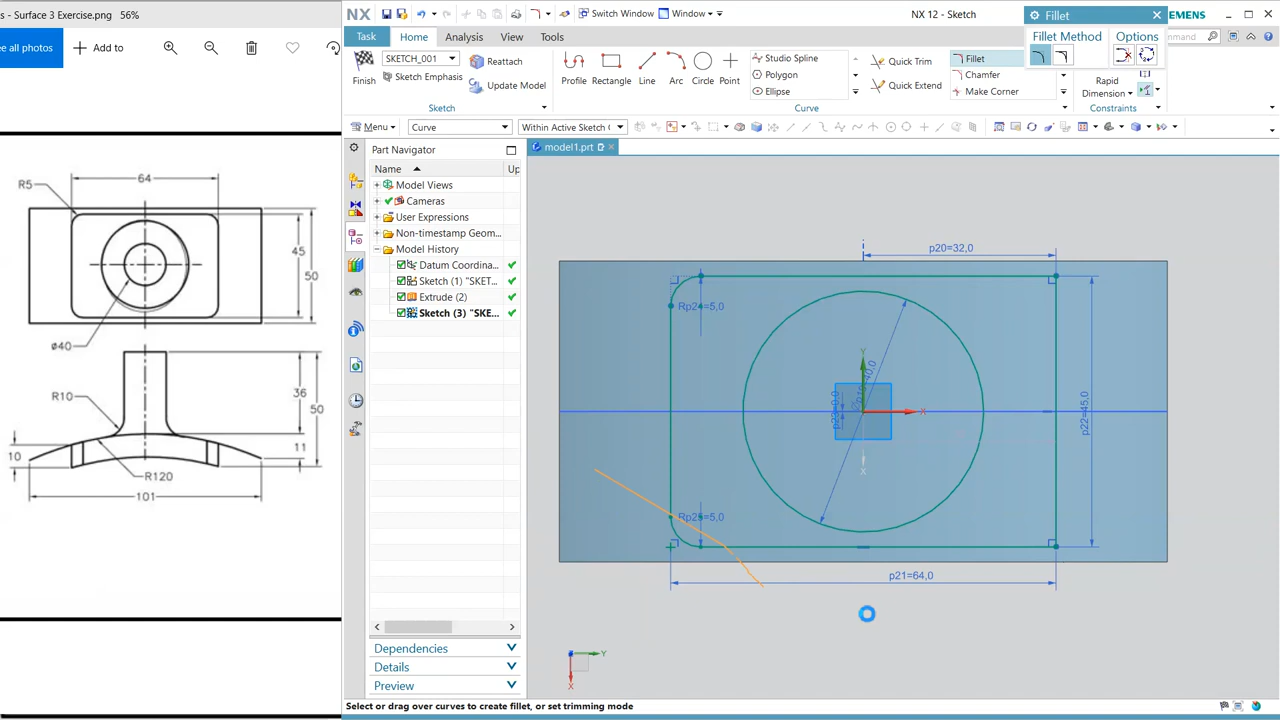 - Surface 3 Exercise.png 56%
ee all photos
Add to
64
R5
45
50
ø40
R10
36
50
10
11
R120
101
NX
Switch Window
Window
NX 12 - Sketch
Fillet
SIEMENS
Task
Home
Analysis
View
Tools
Fillet Method
Options
Finish
SKETCH_001
Sketch Emphasis
Reattach
Update Model
Sketch
Profile
Rectangle
Line
Arc
Circle
Point
Studio Spline
Polygon
Ellipse
Quick Trim
Quick Extend
Fillet
Chamfer
Make Corner
Curve
Rapid
Dimension
Constraints
Menu
Curve
Within Active Sketch
model1.prt
Part Navigator
Name
Up
Model Views
Cameras
User Expressions
Non-timestamp Geom...
Model History
Datum Coordina...
Sketch (1) "SKET...
Extrude (2)
Sketch (3) "SKE...
Dependencies
Details
Preview
p20=32,0
Rp24=5,0
p22=45,0
Y
X
X
Rp25=5,0
p21=64,0
Y
X
Select or drag over curves to create fillet, or set trimming mode